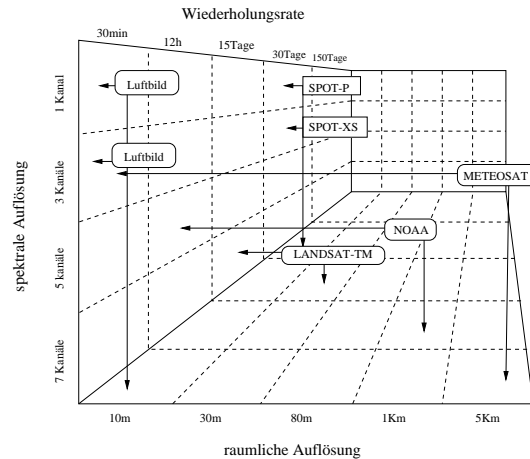 Wiederholungsrate
30min
12h
15Tage
30Tage
150Tage
1 Kanal
Luftbild
SPOT-P
SPOT-XS
Luftbild
3 Kanäle
METEOSAT
spektrale Auflösung
NOAA
LANDSAT-TM
5 Kanäle
7 Kanäle
10m
30m
80m
1Km
5Km
raumliche Auflösung